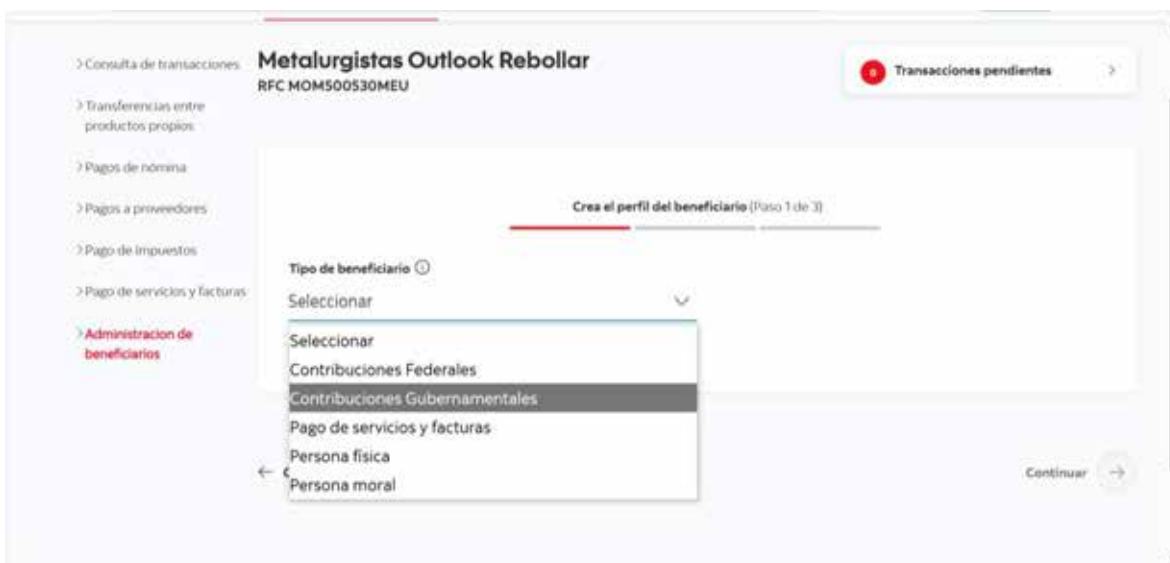 > Consulta de transacciones
> Transferencias entre
productos propios
> Pagos de nómina
> Pagos a proveedores
> Pago de impuestos
> Pago de servicios y facturas
> Administracion de
beneficiarios
Metalurgistas Outlook Rebollar
RFC MOM500530MEU
0 Transacciones pendientes >
Crea el perfil del beneficiario (Paso 1 de 3)
Tipo de beneficiario
Seleccionar
Seleccionar
Contribuciones Federales
Contribuciones Gubernamentales
Pago de servicios y facturas
Persona física
Persona moral
Continuar